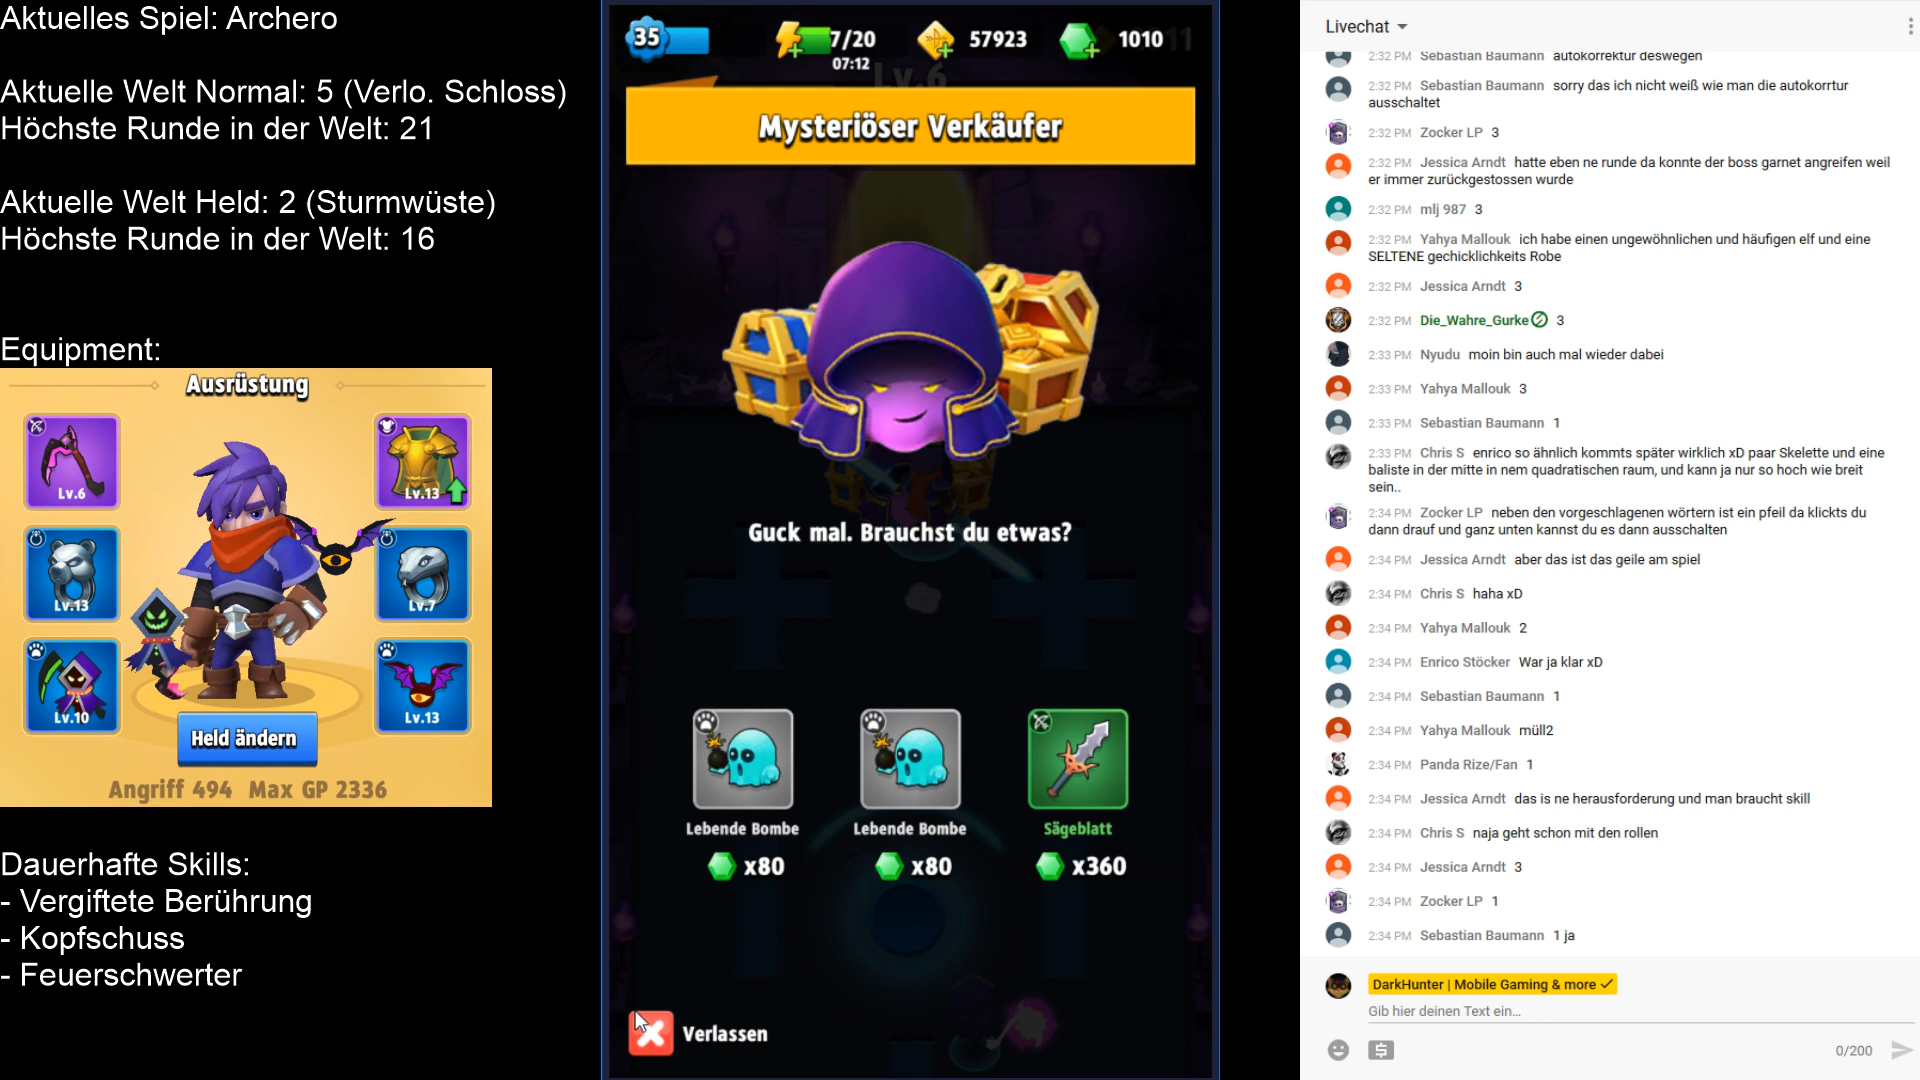 Aktuelles Spiel: Archero
Aktuelle Welt Normal: 5 (Verlo. Schloss)
Höchste Runde in der Welt: 21
Aktuelle Welt Held: 2 (Sturmwüste)
Höchste Runde in der Welt: 16
Equipment:
Ausrüstung
Lv.6
Lv.13
Lv.13
Lv.7
Lv.10
Lv.13
Held ändern
Angriff 494 Max GP 2336
Dauerhafte Skills:
- Vergiftete Berührung
- Kopfschuss
- Feuerschwerter
35
7/20
07:12
57923
1010
11
Lv.6
Mysteriöser Verkäufer
Guck mal. Brauchst du etwas?
Lebende Bombe
Lebende Bombe
Sägeblatt
x80
x80
x360
Verlassen
Livechat
2:32 PM Sebastian Baumann autokorrektur deswegen
2:32 PM Sebastian Baumann sorry das ich nicht weiß wie man die autokorrtur
ausschaltet
2:32 PM Zocker LP 3
2:32 PM Jessica Arndt hatte eben ne runde da konnte der boss garnet angreifen weil
er immer zurückgestossen wurde
2:32 PM mlj 987 3
2:32 PM Yahya Mallouk ich habe einen ungewöhnlichen und häufigen elf und eine
SELTENE gechicklichkeits Robe
2:32 PM Jessica Arndt 3
2:32 PM Die_Wahre_Gurke 3
2:33 PM Nyudu moin bin auch mal wieder dabei
2:33 PM Yahya Mallouk 3
2:33 PM Sebastian Baumann 1
2:33 PM Chris S enrico so ähnlich kommts später wirklich xD paar Skelette und eine
baliste in der mitte in nem quadratischen raum, und kann ja nur so hoch wie breit
sein..
2:34 PM Zocker LP neben den vorgeschlagenen wörtern ist ein pfeil da klickts du
dann drauf und ganz unten kannst du es dann ausschalten
2:34 PM Jessica Arndt aber das ist das geile am spiel
2:34 PM Chris S haha xD
2:34 PM Yahya Mallouk 2
2:34 PM Enrico Stöcker War ja klar xD
2:34 PM Sebastian Baumann 1
2:34 PM Yahya Mallouk müll2
2:34 PM Panda Rize/Fan 1
2:34 PM Jessica Arndt das is ne herausforderung und man braucht skill
2:34 PM Chris S naja geht schon mit den rollen
2:34 PM Jessica Arndt 3
2:34 PM Zocker LP 1
2:34 PM Sebastian Baumann 1 ja
DarkHunter | Mobile Gaming & more
Gib hier deinen Text ein...
0/200